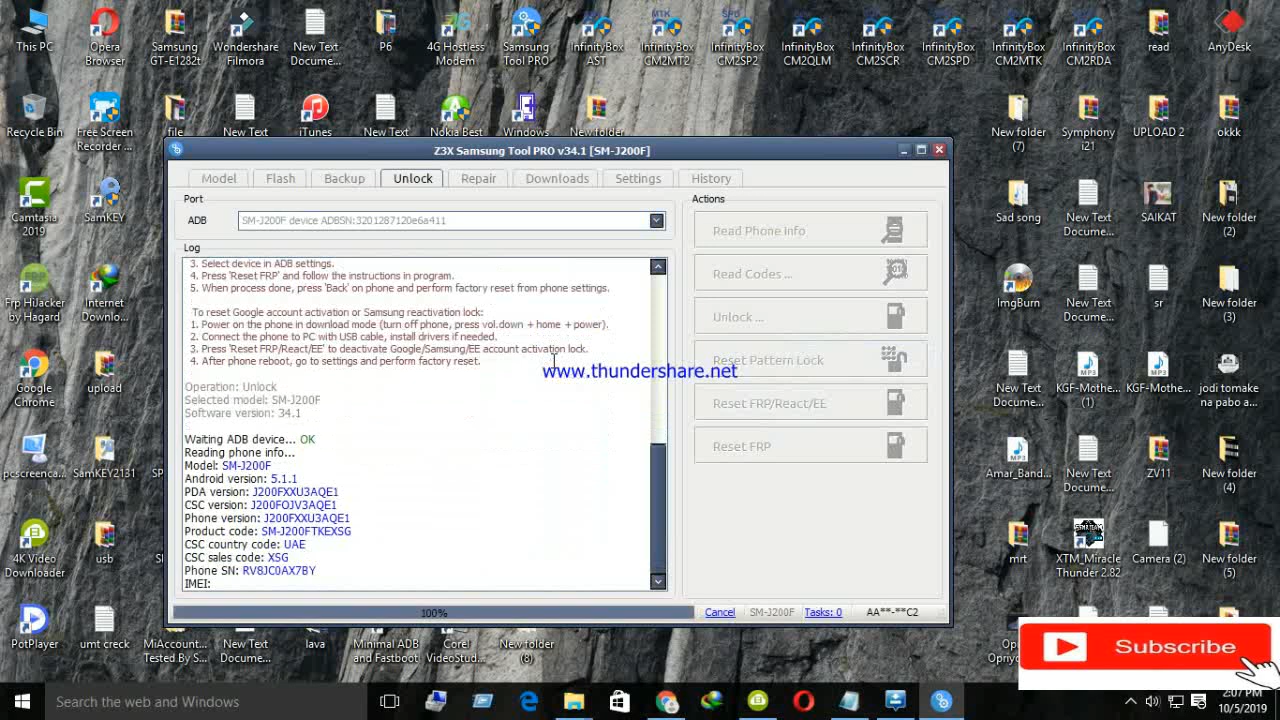 This PC
Opera
Browser
Samsung
GT-E1282t
Wondershare
Filmora
New Text
Docume...
P6
4G Hostless
Modem
Samsung
Tool PRO
InfinityBox
AST
MTK
InfinityBox
CM2MT2
SPD
InfinityBox
CM2SP2
InfinityBox
CM2QLM
InfinityBox
CM2SCR
InfinityBox
CM2SPD
InfinityBox
CM2MTK
InfinityBox
CM2RDA
read
AnyDesk
Recycle Bin
Free Screen
Recorder ...
file
New Text
iTunes
New Text
Nokia Best
Windows
New folder
New folder
(7)
Symphony
i21
UPLOAD 2
okkk
Z3X Samsung Tool PRO v34.1 [SM-J200F]
Model
Flash
Backup
Unlock
Repair
Downloads
Settings
History
Port
ADB
SM-J200F device ADBSN:3201287120e6a411
Log
3. Select device in ADB settings.
4. Press 'Reset FRP' and follow the instructions in program.
5. When process done, press 'Back' on phone and perform factory reset from phone settings.
To reset Google account activation or Samsung reactivation lock:
1. Power on the phone in download mode (turn off phone, press vol.down + home + power).
2. Connect the phone to PC with USB cable, install drivers if needed.
3. Press 'Reset FRP/React/EE' to deactivate Google/Samsung/EE account activation lock.
4. After phone reboot, go to settings and perform factory reset.
Operation: Unlock
Selected model: SM-J200F
Software version: 34.1
Waiting ADB device... OK
Reading phone info...
Model: SM-J200F
Android version: 5.1.1
PDA version: J200FXXU3AQE1
CSC version: J200FOJV3AQE1
Phone version: J200FXXU3AQE1
Product code: SM-J200FTKEXSG
CSC country code: UAE
CSC sales code: XSG
Phone SN: RV8JC0AX7BY
IMEI:
www.thundershare.net
Actions
Read Phone Info
Read Codes ...
Unlock ...
Reset Pattern Lock
Reset FRP/React/EE
Reset FRP
100%
Cancel
SM-J200F
Tasks: 0
AA**-**C2
Camtasia
2019
SamKEY
Sad song
New Text
Docume...
SAIKAT
New folder
(2)
Frp HiJacker
by Hagard
Internet
Downlo...
ImgBurn
New Text
Docume...
sr
New folder
(3)
Google
Chrome
upload
New Text
Docume...
KGF-Mothe...
(1)
KGF-Mothe...
jodi tomake
na pabo a...
pcscreenca...
SamKEY2131
Amar_Band...
New Text
Docume...
ZV11
New folder
(4)
4K Video
Downloader
usb
mrt
XTM_Miracle
Thunder 2.82
Camera (2)
New folder
(5)
PotPlayer
umt creck
MiAccount...
Tested By S...
New Text
Docume...
lava
Minimal ADB
and Fastboot
Corel
VideoStud...
New folder
(8)
Subscribe
Search the web and Windows
2:07 PM
10/5/2019